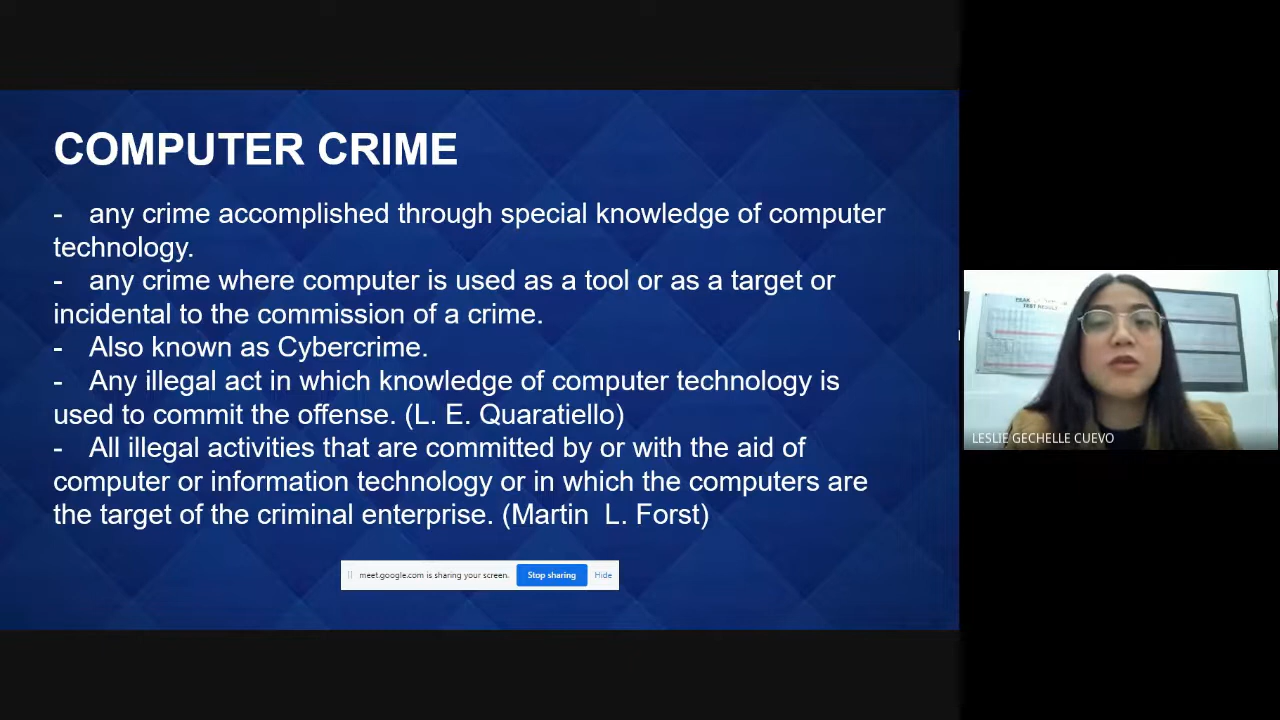 COMPUTER CRIME
- any crime accomplished through special knowledge of computer
technology.
- any crime where computer is used as a tool or as a target or
incidental to the commission of a crime.
- Also known as Cybercrime.
- Any illegal act in which knowledge of computer technology is
used to commit the offense. (L. E. Quaratiello)
- All illegal activities that are committed by or with the aid of
computer or information technology or in which the computers are
the target of the criminal enterprise. (Martin L. Forst)
meet.google.com is sharing your screen. Stop sharing Hide
TEST RESULT
LESLIE GECHELLE CUEVO